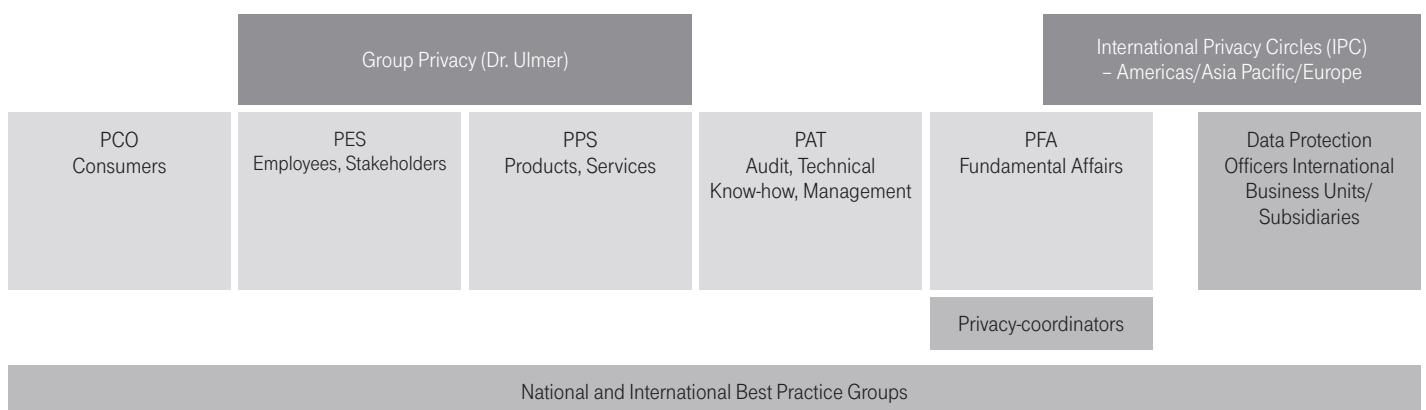 Group Privacy (Dr. Ulmer)
International Privacy Circles (IPC)
– Americas/Asia Pacific/Europe
PCO
Consumers
PES
Employees, Stakeholders
PPS
Products, Services
PAT
Audit, Technical
Know-how, Management
PFA
Fundamental Affairs
Data Protection
Officers International
Business Units/
Subsidiaries
Privacy-coordinators
National and International Best Practice Groups